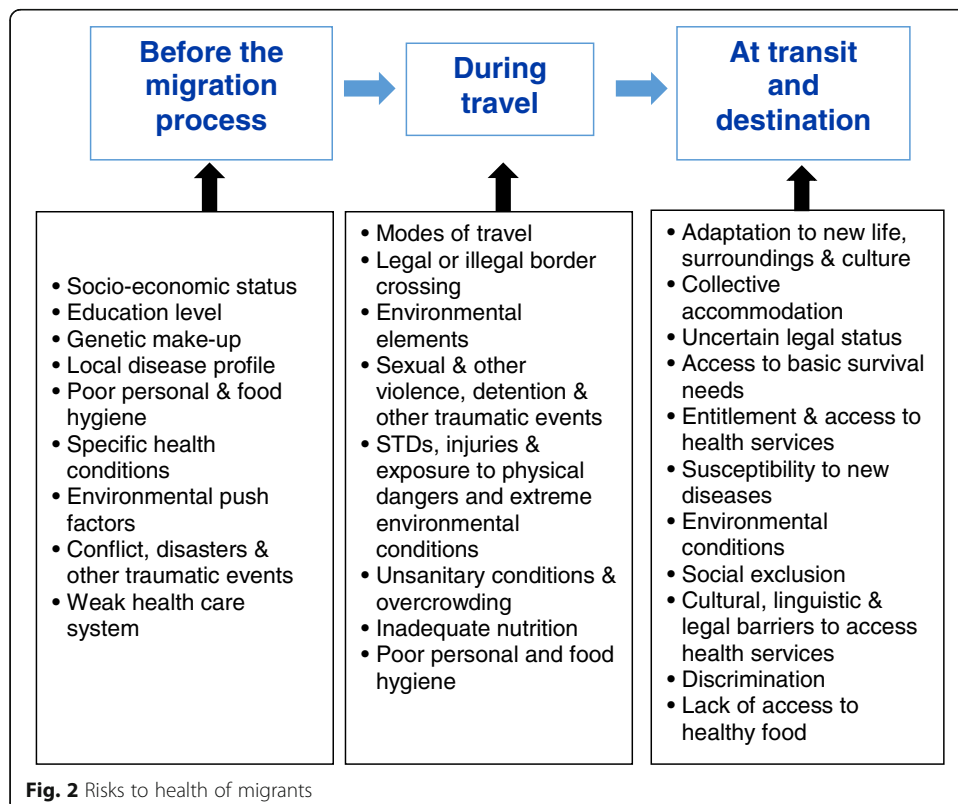 Before the
migration
process
During
travel
At transit
and
destination
• Socio-economic status
• Education level
• Genetic make-up
• Local disease profile
• Poor personal & food
hygiene
• Specific health
conditions
• Environmental push
factors
• Conflict, disasters &
other traumatic events
• Weak health care
system
• Modes of travel
• Legal or illegal border
crossing
• Environmental
elements
• Sexual & other
violence, detention &
other traumatic events
• STDs, injuries &
exposure to physical
dangers and extreme
environmental
conditions
• Unsanitary conditions &
overcrowding
• Inadequate nutrition
• Poor personal and food
hygiene
• Adaptation to new life,
surroundings & culture
• Collective
accommodation
• Uncertain legal status
• Access to basic survival
needs
• Entitlement & access to
health services
• Susceptibility to new
diseases
• Environmental
conditions
• Social exclusion
• Cultural, linguistic &
legal barriers to access
health services
• Discrimination
• Lack of access to
healthy food
Fig. 2 Risks to health of migrants